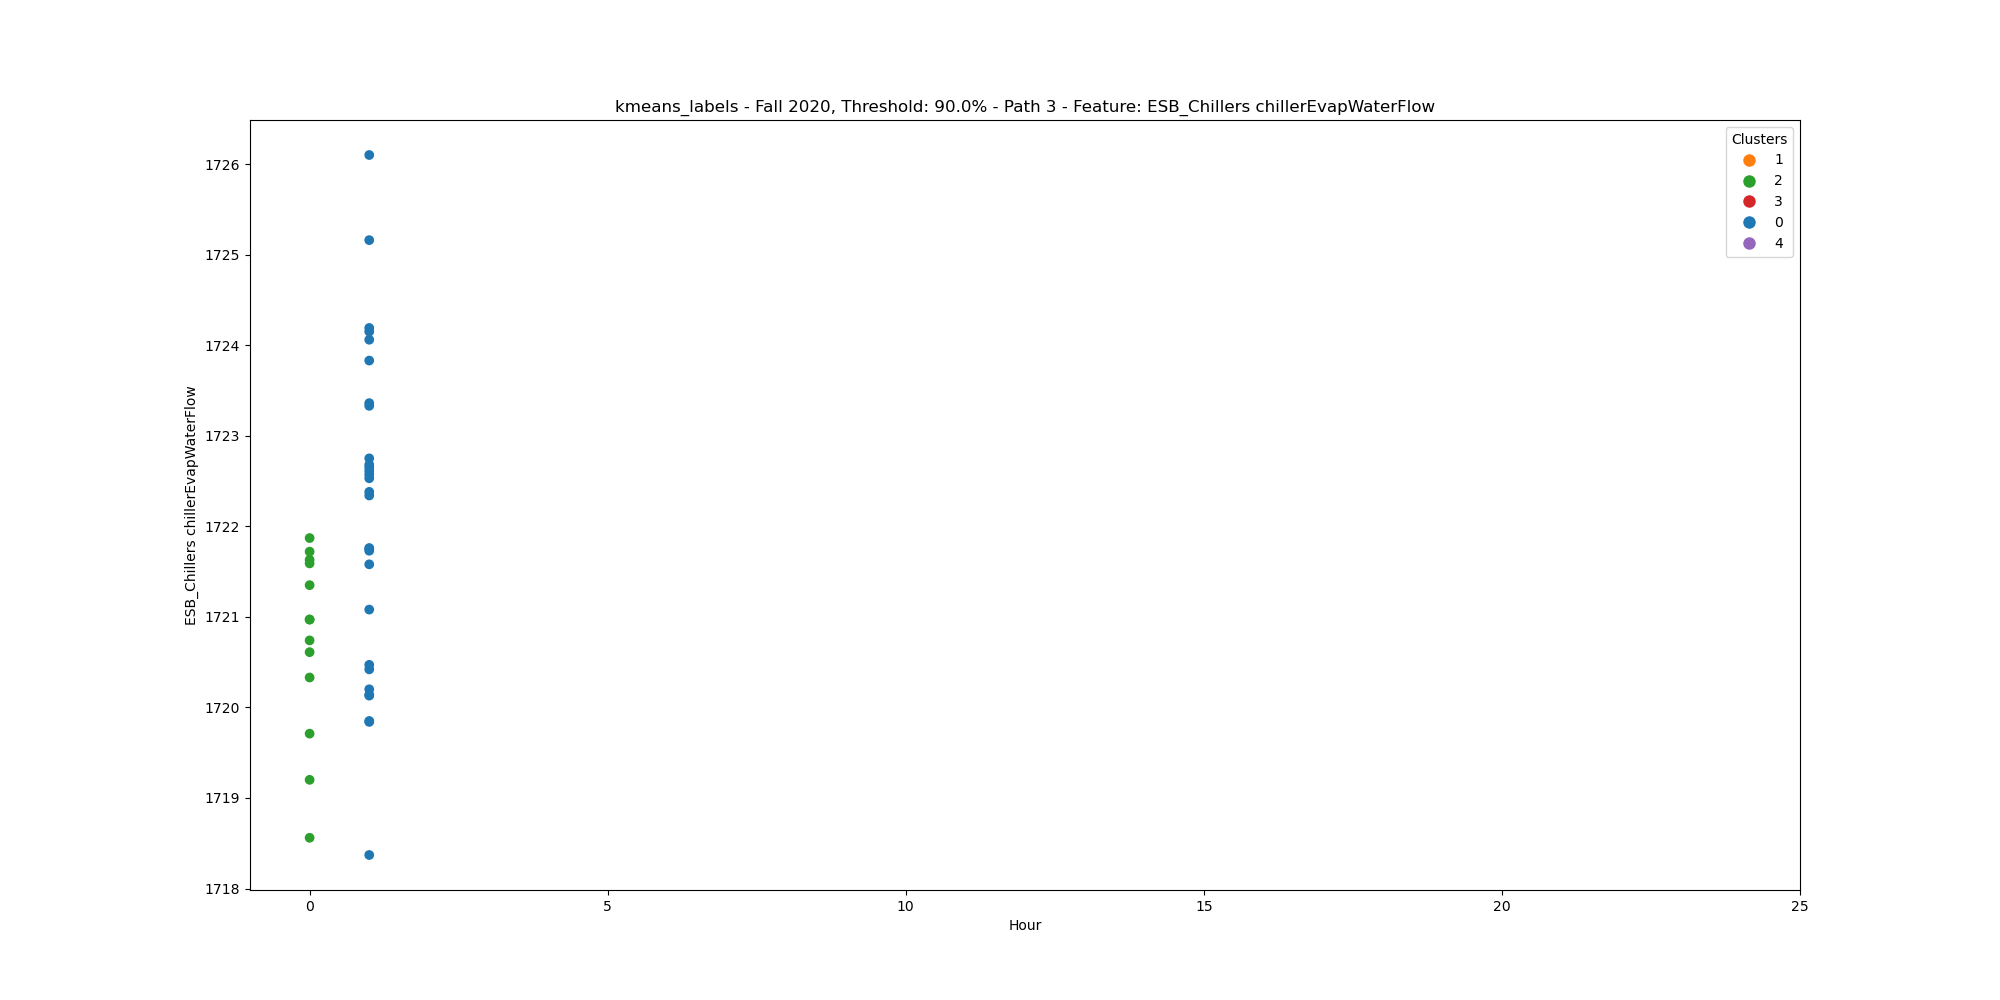 kmeans_labels - Fall 2020, Threshold: 90.0% - Path 3 - Feature: ESB_Chillers chillerEvapWaterFlow
Clusters
1
2
3
0
4
1726
1725
1724
1723
1722
1721
1720
1719
1718
ESB_Chillers chillerEvapWaterFlow
0 5 10 15 20 25
Hour